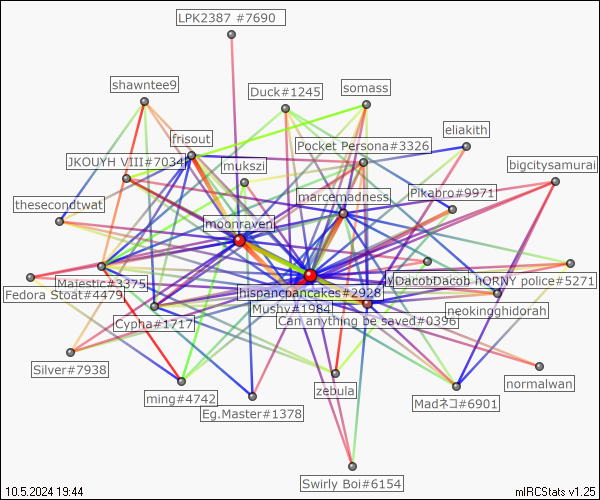 LPK2387 #7690
shawntee9
Duck#1245
somass
eliakith
frisout
Pocket Persona#3326
JKOUYH VIII#7034
mukszi
bigcitysamurai
Pikabro#9971
marcemadness
thesecondtwat
moonraven
Majestic#3375
DacobDacob
hORNY police#5271
Fedora Stoat#4479
hispanicpancakes#2928
Mushy#1984
neokingghidorah
Cypha#1717
Can anything be saved#0396
Silver#7938
zebula
normalwan
ming#4742
Madネコ#6901
Eg.Master#1378
Swirly Boi#6154
10.5.2024 19:44
mIRCStats v1.25